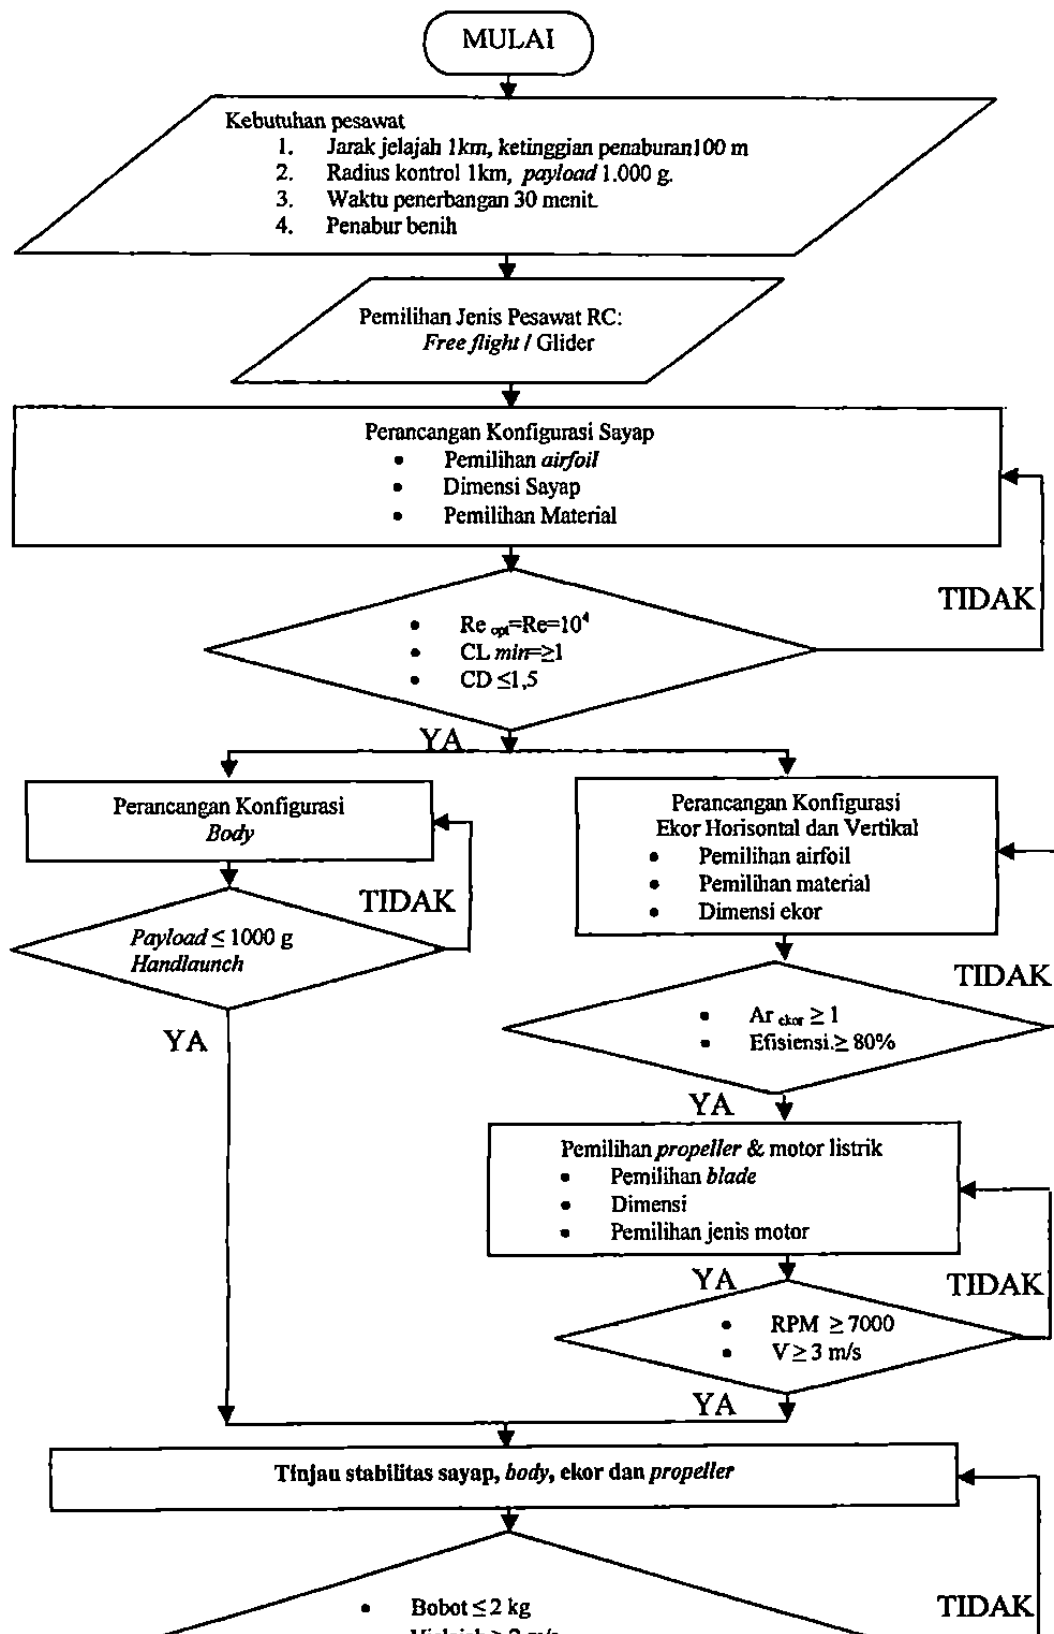 MULAI
Kebutuhan pesawat
1. Jarak jelajah 1km, ketinggian penaburan100 m
2. Radius kontrol 1km, payload 1.000 g.
3. Waktu penerbangan 30 menit.
4. Penabur benih
Pemilihan Jenis Pesawat RC:
Free flight / Glider
Perancangan Konfigurasi Sayap
• Pemilihan airfoil
• Dimensi Sayap
• Pemilihan Material
TIDAK
• Re opt=Re=10⁴
• CL min=≥1
• CD ≤1,5
YA
Perancangan Konfigurasi
Body
TIDAK
Payload ≤ 1000 g
Handlaunch
YA
Perancangan Konfigurasi
Ekor Horisontal dan Vertikal
• Pemilihan airfoil
• Pemilihan material
• Dimensi ekor
TIDAK
• Ar ekor ≥ 1
• Efisiensi.≥ 80%
YA
Pemilihan propeller & motor listrik
• Pemilihan blade
• Dimensi
• Pemilihan jenis motor
YA
TIDAK
• RPM ≥ 7000
• V ≥ 3 m/s
YA
Tinjau stabilitas sayap, body, ekor dan propeller
TIDAK
• Bobot ≤ 2 kg